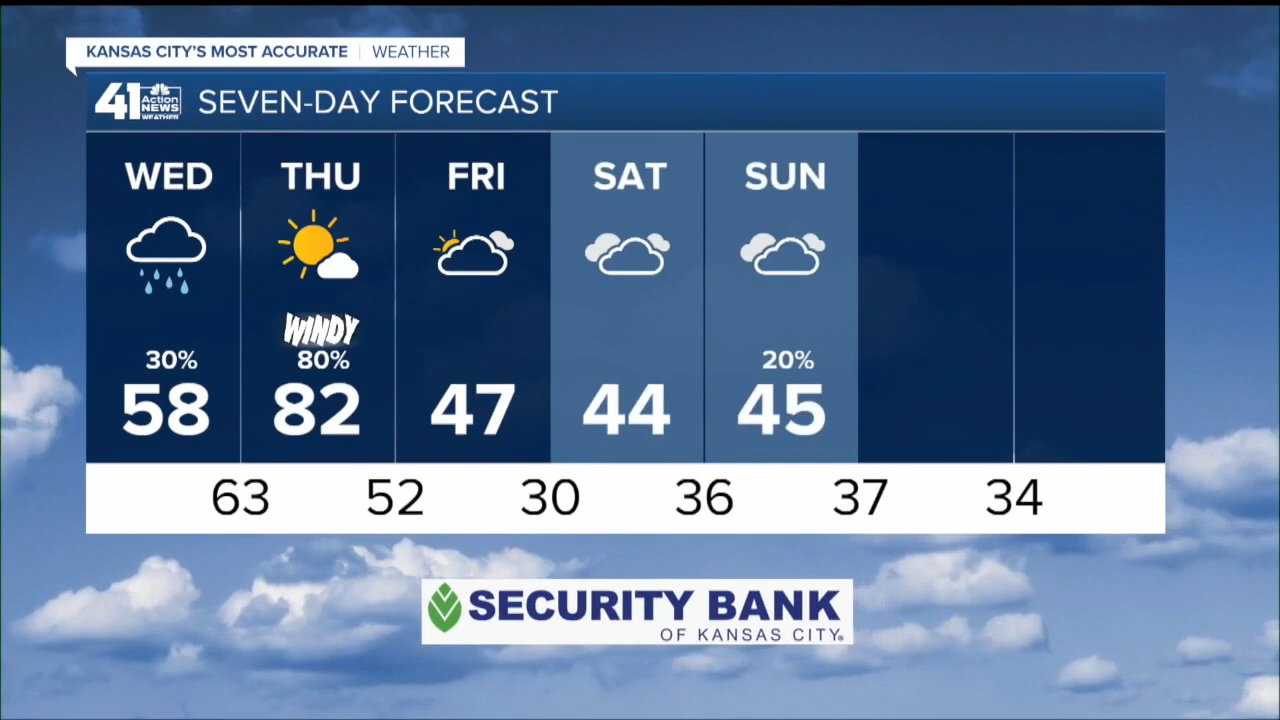 KANSAS CITY'S MOST ACCURATE | WEATHER
41 Action NEWS WEATHER SEVEN-DAY FORECAST
WED THU FRI SAT SUN
WINDY
30% 80% 20%
58 82 47 44 45
63 52 30 36 37 34
SECURITY BANK
OF KANSAS CITY®